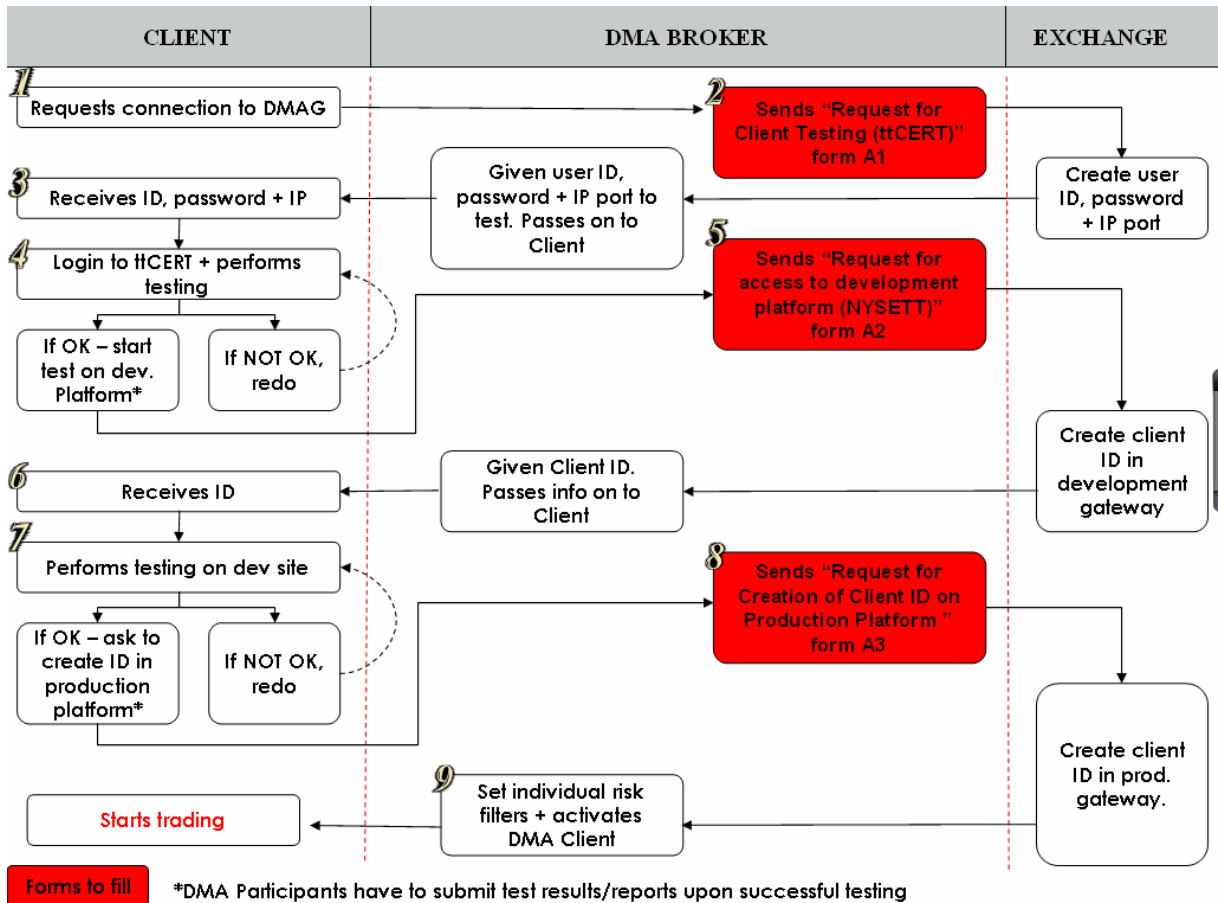 CLIENT
DMA BROKER
EXCHANGE
1
Requests connection to DMAG
2
Sends “Request for
Client Testing (ttCERT)”
form A1
Create user
ID, password
+ IP port
Given user ID,
password + IP port to
test. Passes on to
Client
3
Receives ID, password + IP
4
Login to ttCERT + performs
testing
If OK – start
test on dev.
Platform*
If NOT OK,
redo
5
Sends “Request for
access to development
platform (NYSETT)”
form A2
Create client
ID in
development
gateway
Given Client ID.
Passes info on to
Client
6
Receives ID
7
Performs testing on dev site
If OK – ask to
create ID in
production
platform*
If NOT OK,
redo
8
Sends “Request for
Creation of Client ID on
Production Platform ”
form A3
Create client
ID in prod.
gateway.
9
Set individual risk
filters + activates
DMA Client
Starts trading
Forms to fill
*DMA Participants have to submit test results/reports upon successful testing